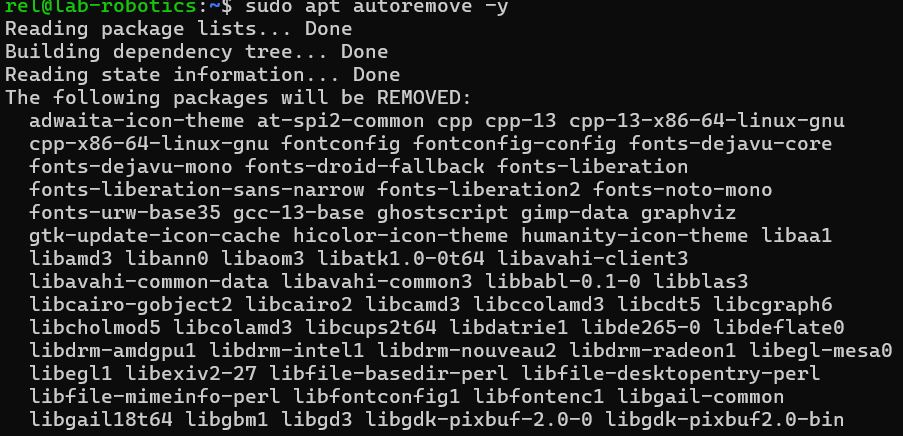 rel@lab-robotics:~$ sudo apt autoremove -y
Reading package lists... Done
Building dependency tree... Done
Reading state information... Done
The following packages will be REMOVED:
  adwaita-icon-theme at-spi2-common cpp cpp-13 cpp-13-x86-64-linux-gnu
  cpp-x86-64-linux-gnu fontconfig fontconfig-config fonts-dejavu-core
  fonts-dejavu-mono fonts-droid-fallback fonts-liberation
  fonts-liberation-sans-narrow fonts-liberation2 fonts-noto-mono
  fonts-urw-base35 gcc-13-base ghostscript gimp-data graphviz
  gtk-update-icon-cache hicolor-icon-theme humanity-icon-theme libaa1
  libamd3 libann0 libaom3 libatk1.0-0t64 libavahi-client3
  libavahi-common-data libavahi-common3 libbabl-0.1-0 libblas3
  libcairo-gobject2 libcairo2 libcamd3 libccolamd3 libcdt5 libcgraph6
  libcholmod5 libcolamd3 libcups2t64 libdatrie1 libde265-0 libdeflate0
  libdrm-amdgpu1 libdrm-intel1 libdrm-nouveau2 libdrm-radeon1 libegl-mesa0
  libegl1 libexiv2-27 libfile-basedir-perl libfile-desktopentry-perl
  libfile-mimeinfo-perl libfontconfig1 libfontenc1 libgail-common
  libgail18t64 libgbm1 libgd3 libgdk-pixbuf-2.0-0 libgdk-pixbuf2.0-bin